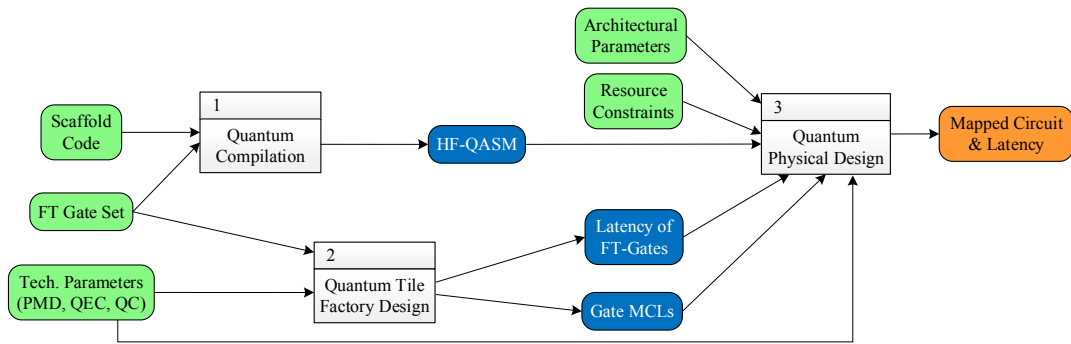 Architectural
Parameters
Resource
Constraints
Scaffold
Code
1
Quantum
Compilation
HF-QASM
3
Quantum
Physical Design
Mapped Circuit
& Latency
FT Gate Set
Latency of
FT-Gates
2
Quantum Tile
Factory Design
Tech. Parameters
(PMD, QEC, QC)
Gate MCLs